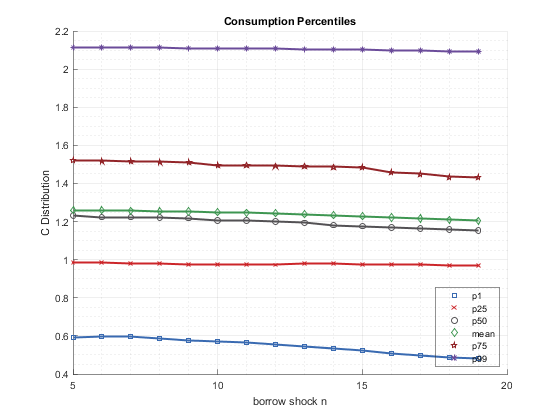 Consumption Percentiles
C Distribution
2.2
2
1.8
1.6
1.4
1.2
1
0.8
0.6
0.4
5
10
15
20
borrow shock n
p1
p25
p50
mean
p75
p99